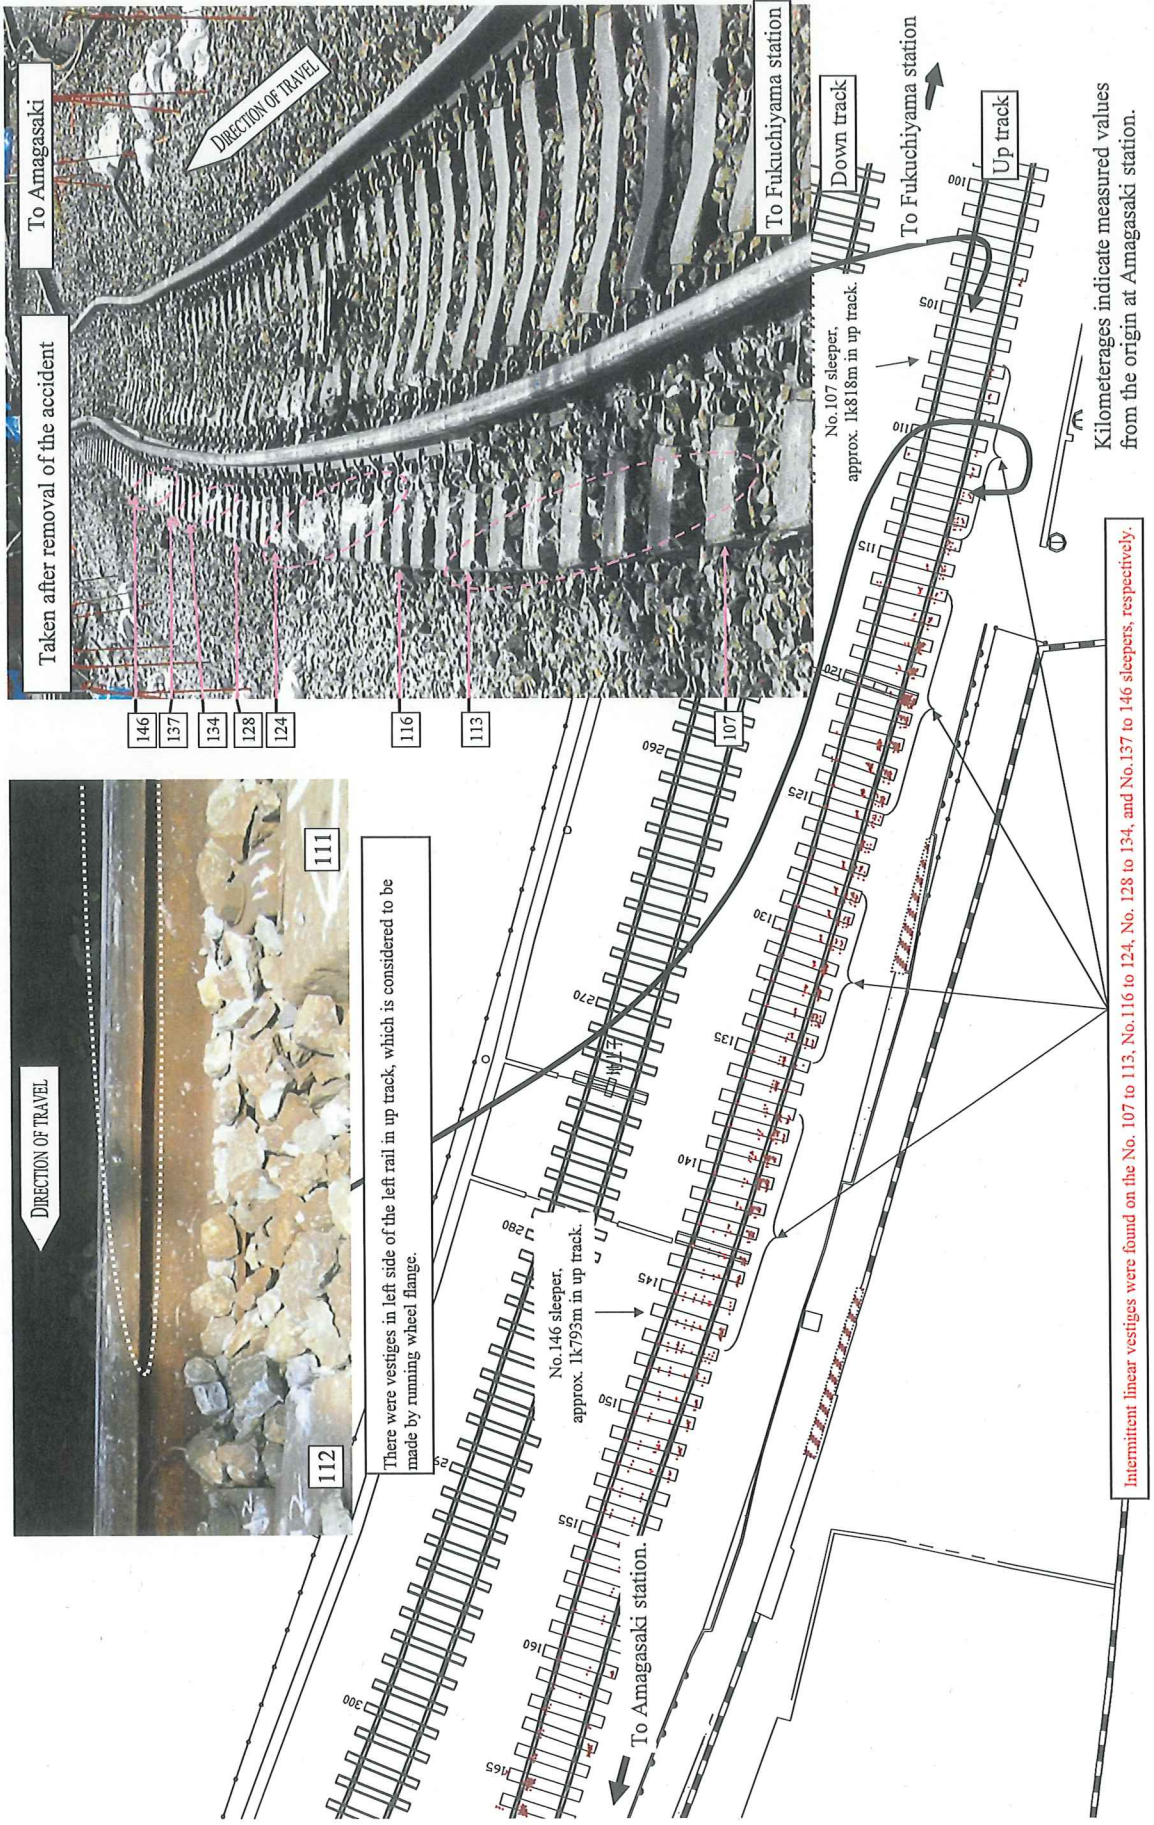 Taken after removal of the accident
To Amagasaki
DIRECTION OF TRAVEL
To Fukuchiyama station
146
137
134
128
124
116
113
107
DIRECTION OF TRAVEL
112
111
There were vestiges in left side of the left rail in up track, which is considered to be
made by running wheel flange.
Down track
To Fukuchiyama station
Up track
No.107 sleeper,
approx. 1k818m in up track.
No.146 sleeper,
approx. 1k793m in up track.
To Amagasaki station.
260
270
280
29
300
100
105
110
115
120
125
130
135
140
145
150
155
160
165
Kilometerages indicate measured values
from the origin at Amagasaki station.
Intermittent linear vestiges were found on the No. 107 to 113, No.116 to 124, No. 128 to 134, and No.137 to 146 sleepers, respectively.